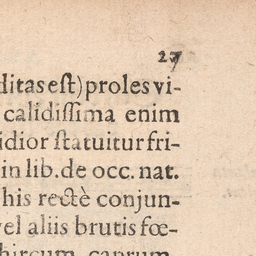 27
ditas eſt) proles vi-
calidiſſima enim
idior ſtatuitur fri-
in lib. de occ. nat.
his rectè conjun-
vel aliis brutis fœ-
hircum, caprum,